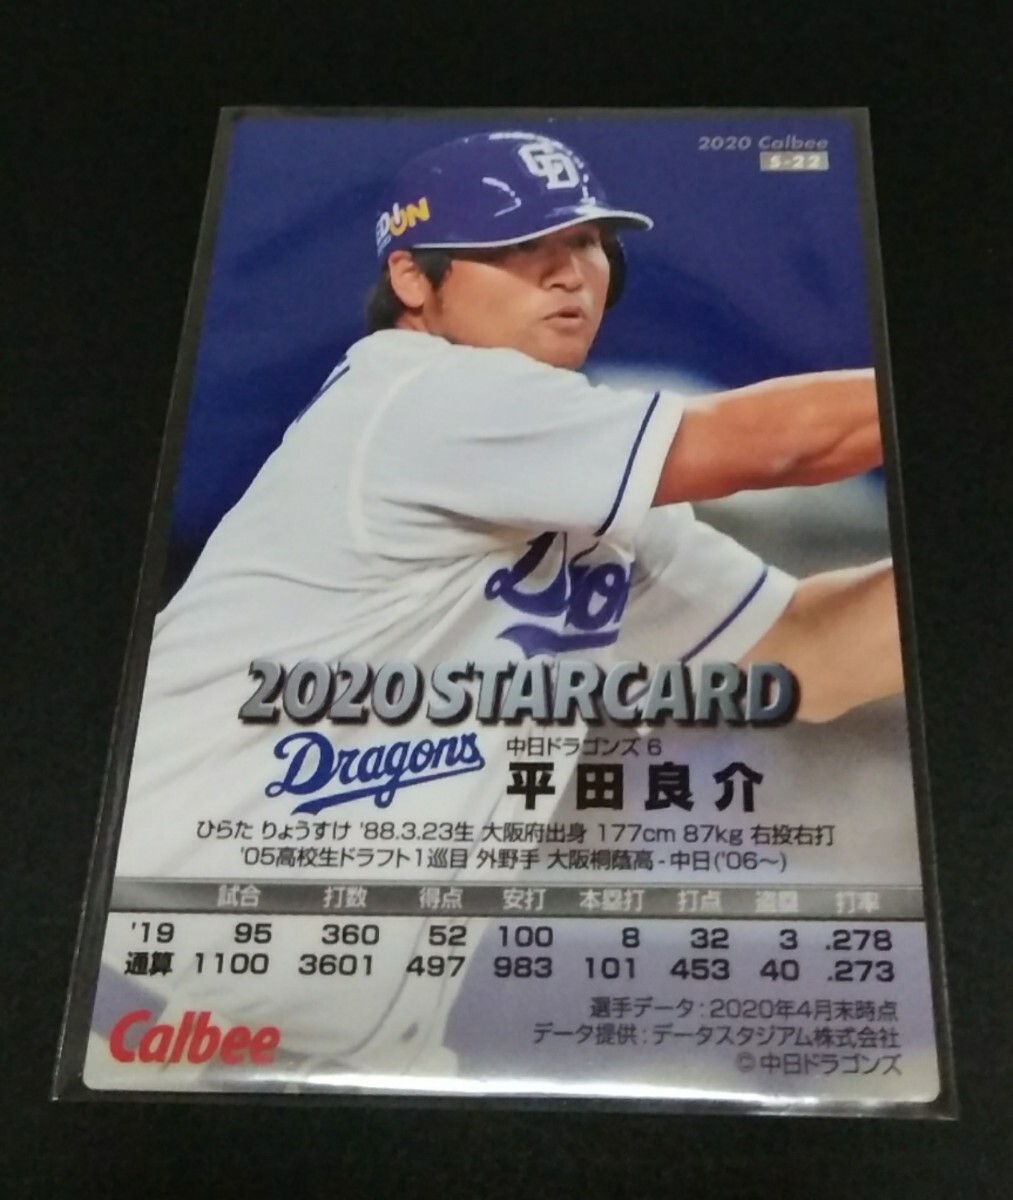 2020 Calbee
S-22
CD
EDION
Dragons
2020 STARCARD
Dragons
中日ドラゴンズ 6
平田良介
ひらた りょうすけ '88.3.23生 大阪府出身 177cm 87kg 右投右打
'05高校生ドラフト1巡目 外野手 大阪桐蔭高 - 中日('06〜)
試合 打数 得点 安打 本塁打 打点 盗塁 打率
'19 95 360 52 100 8 32 3 .278
通算 1100 3601 497 983 101 453 40 .273
選手データ:2020年4月末時点
データ提供:データスタジアム株式会社
©中日ドラゴンズ
Calbee